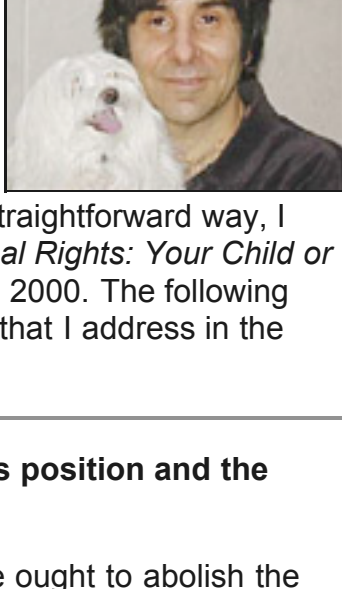 traightforward way, I
al Rights: Your Child or
2000. The following
that I address in the
s position and the
e ought to abolish the